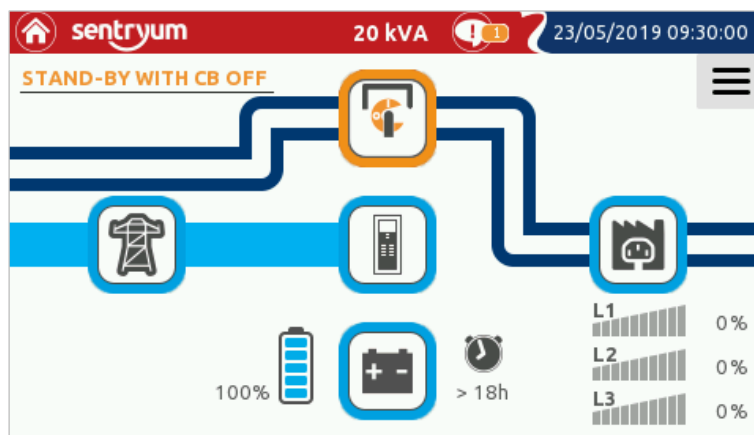 sentryum 20 kVA ! 1 23/05/2019 09:30:00
STAND-BY WITH CB OFF
L1 0%
L2 0%
100% > 18h
L3 0%